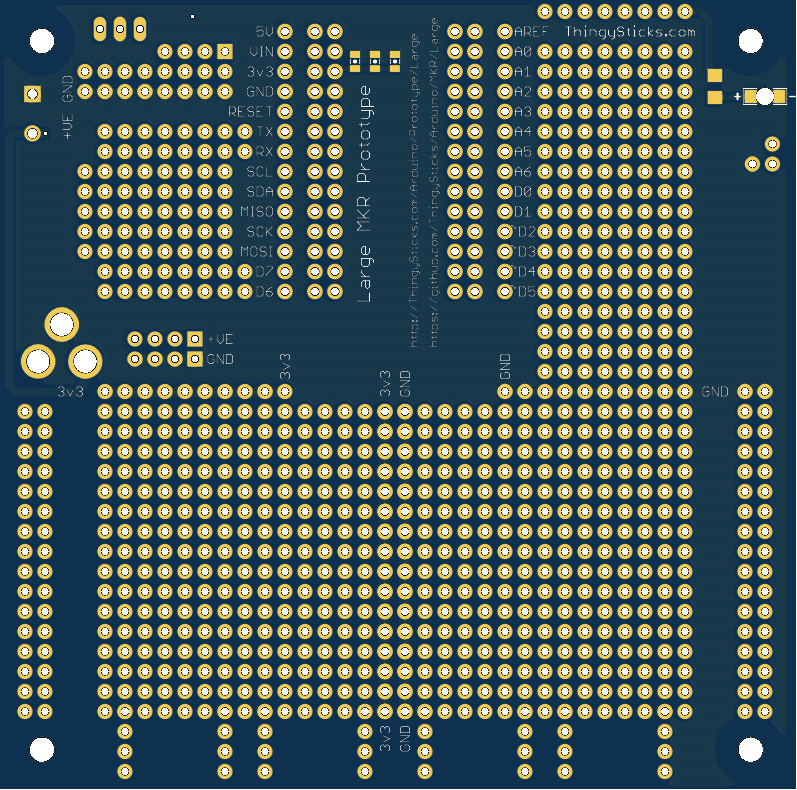 ThingySticks.com
5V
VIN
3v3
GND
RESET
TX
RX
SCL
SDA
MISO
SCK
MOSI
D7
D6
AREF
A0
A1
A2
A3
A4
A5
A6
D0
D1
~D2
~D3
~D4
~D5
GND
+VE
+
-
Large MKR Prototype
http://ThingySticks.com/Arduino/Prototype/Large
https://github.com/ThingySticks/Arduino/MKR/Large
+VE
GND
3v3
3v3
3v3
GND
GND
GND
3v3
GND